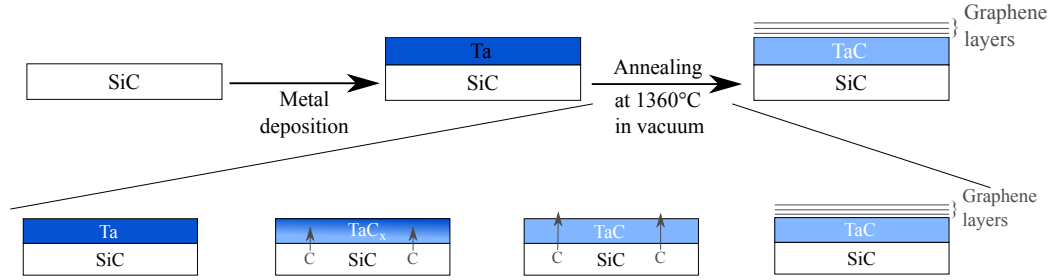 Graphene
layers
Ta
TaC
SiC
SiC
SiC
Annealing
at 1360°C
in vacuum
Metal
deposition
Graphene
layers
Ta
TaCx
TaC
TaC
SiC
C
SiC
C
C
SiC
C
SiC